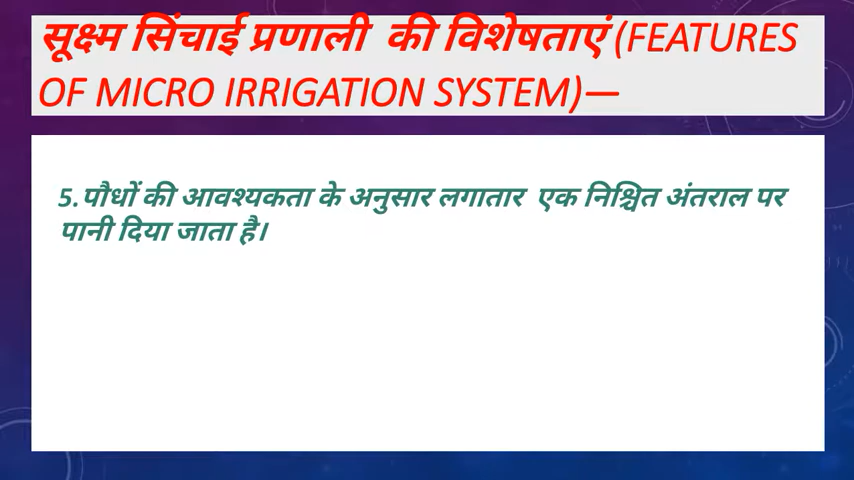 सूक्ष्म सिंचाई प्रणाली की विशेषताएं (FEATURES
OF MICRO IRRIGATION SYSTEM)—
5. पौधों की आवश्यकता के अनुसार लगातार एक निश्चित अंतराल पर
पानी दिया जाता है।